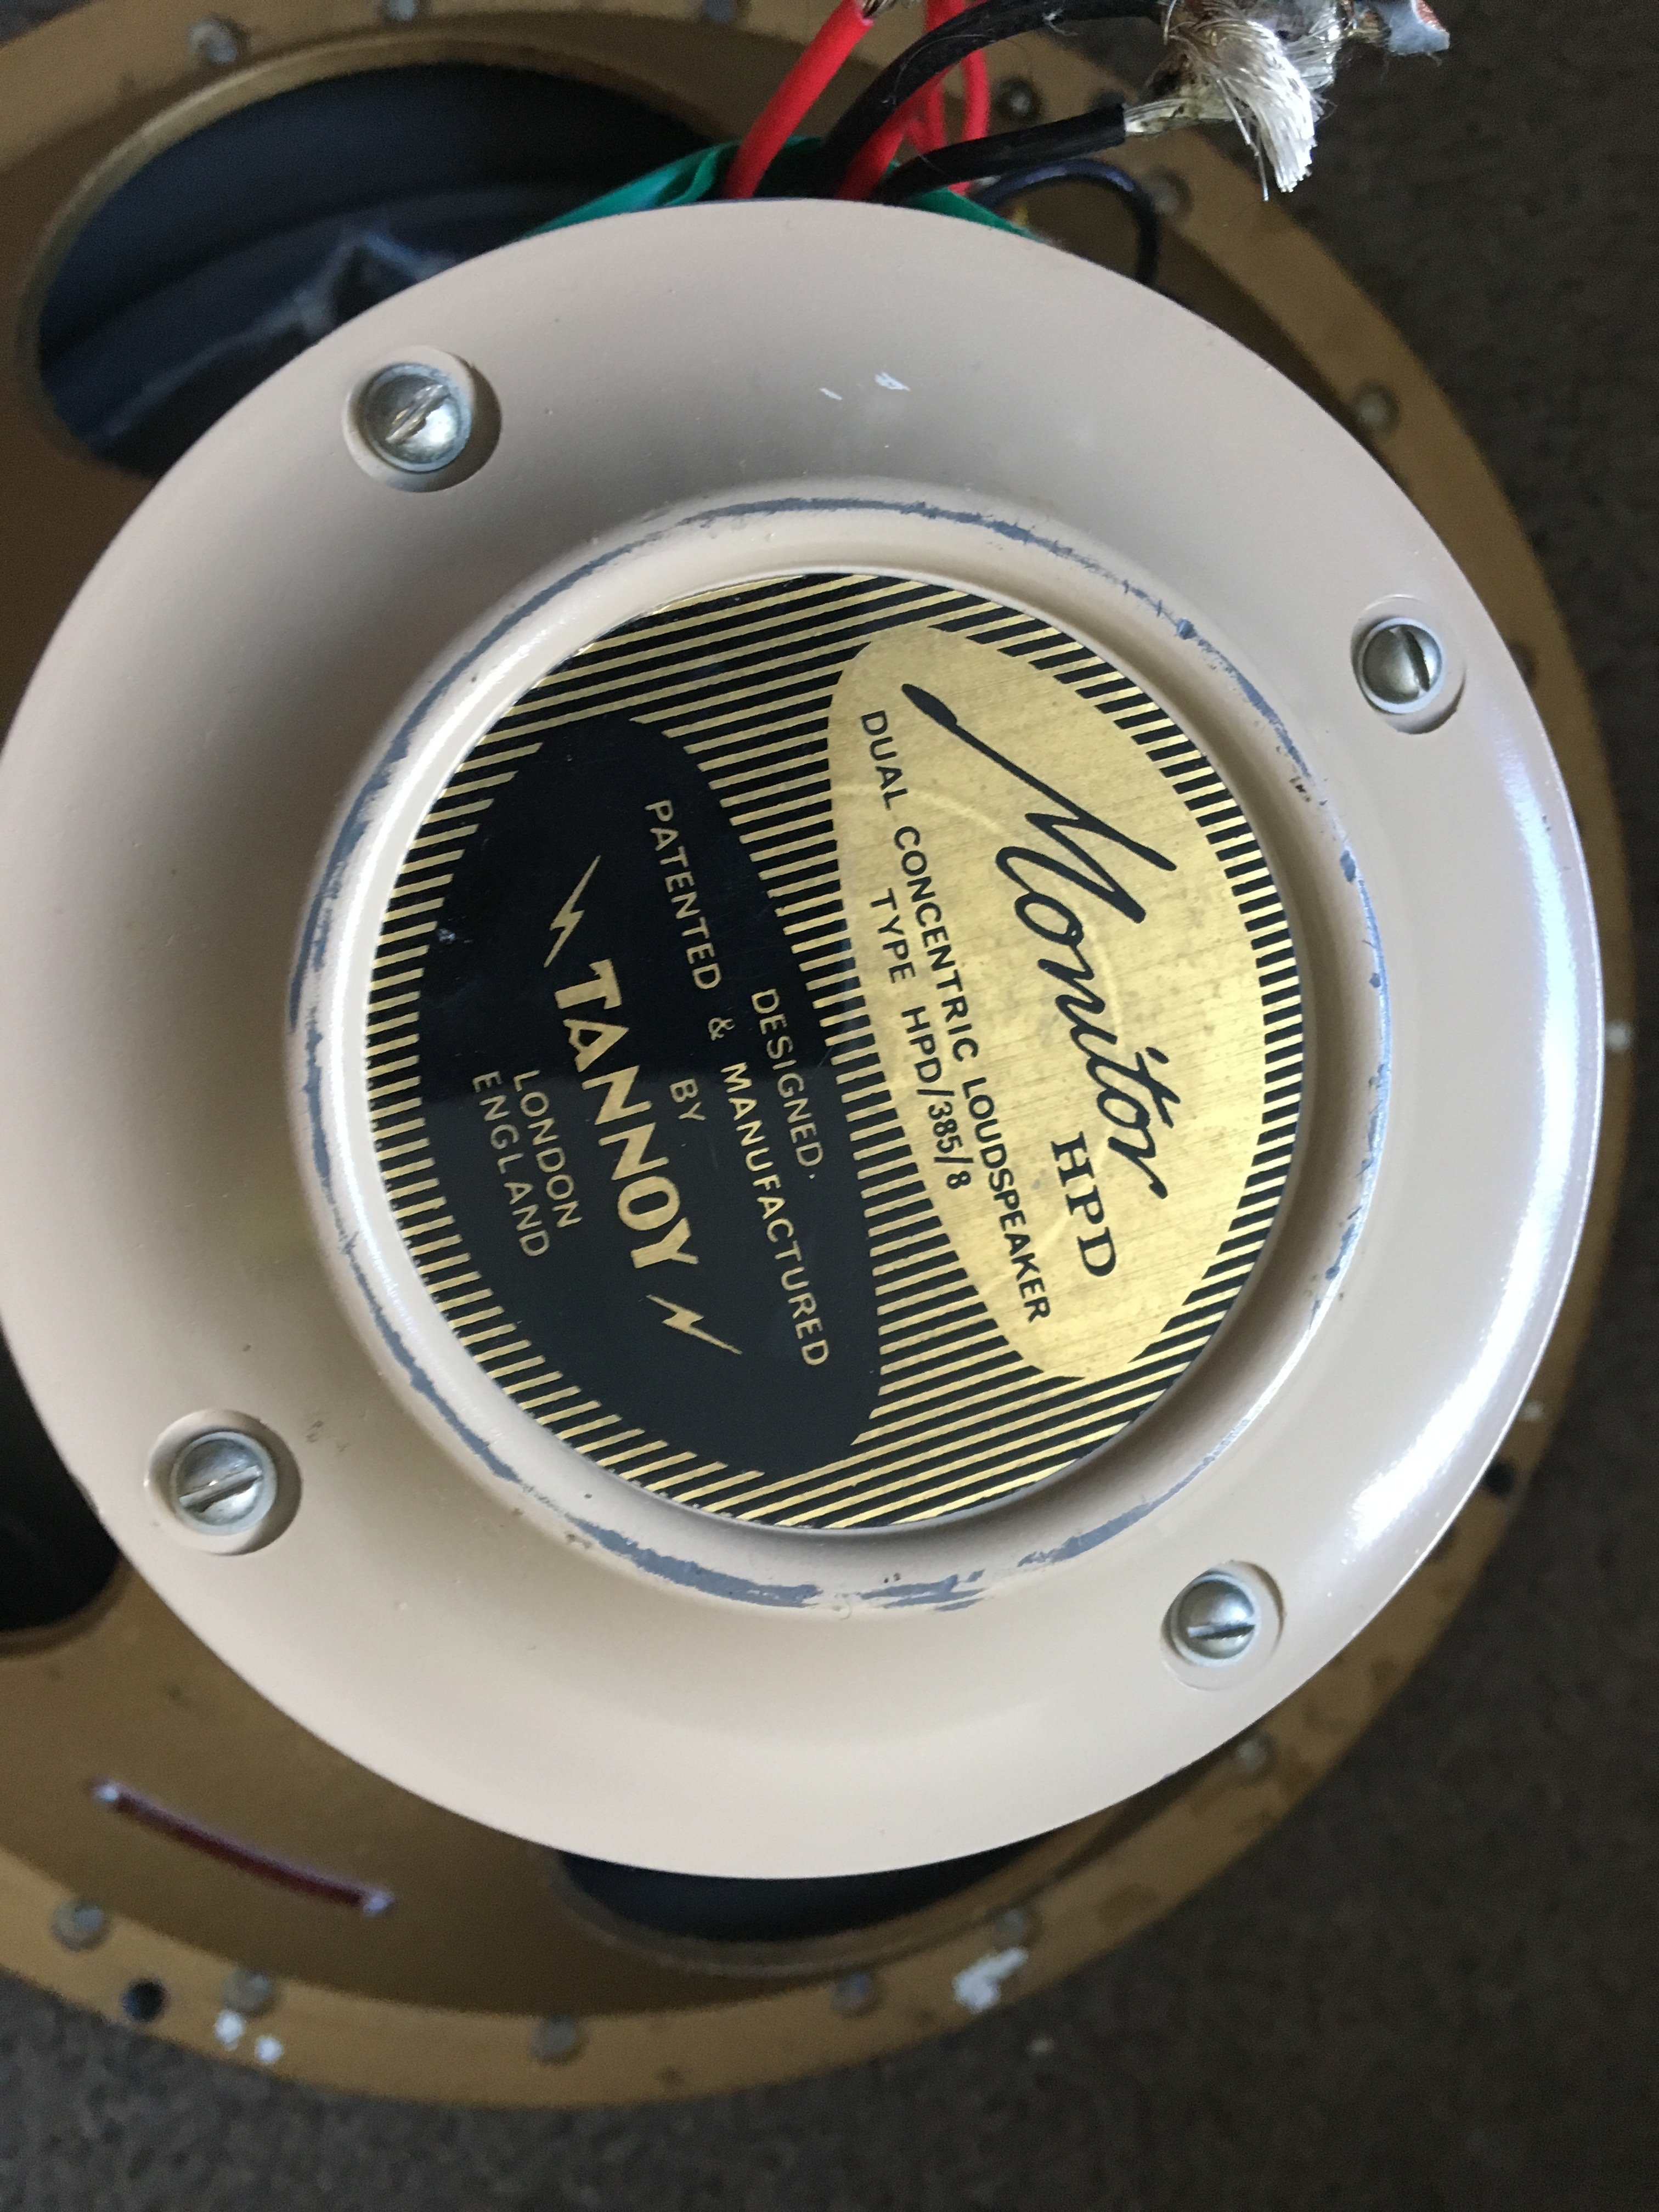 Monitor HPD
DUAL CONCENTRIC LOUDSPEAKER
TYPE HPD/385/8
DESIGNED,
PATENTED & MANUFACTURED
BY
TANNOY
LONDON
ENGLAND